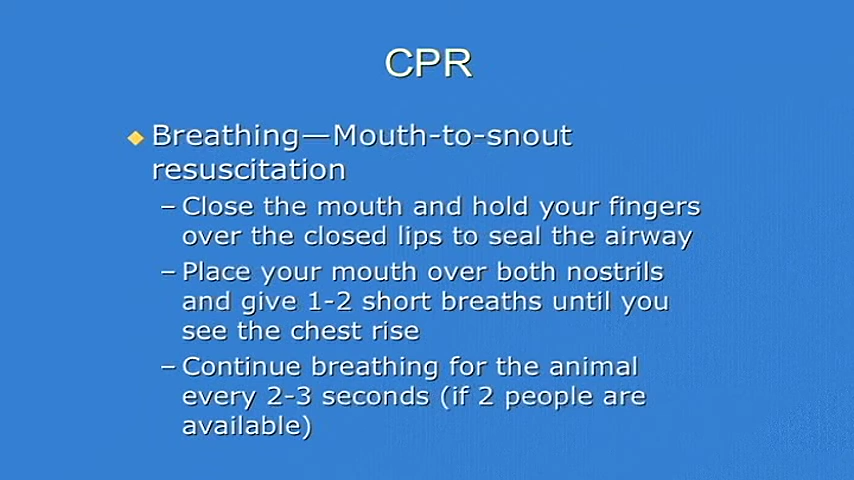 CPR
Breathing—Mouth-to-snout
resuscitation
– Close the mouth and hold your fingers
over the closed lips to seal the airway
– Place your mouth over both nostrils
and give 1-2 short breaths until you
see the chest rise
– Continue breathing for the animal
every 2-3 seconds (if 2 people are
available)